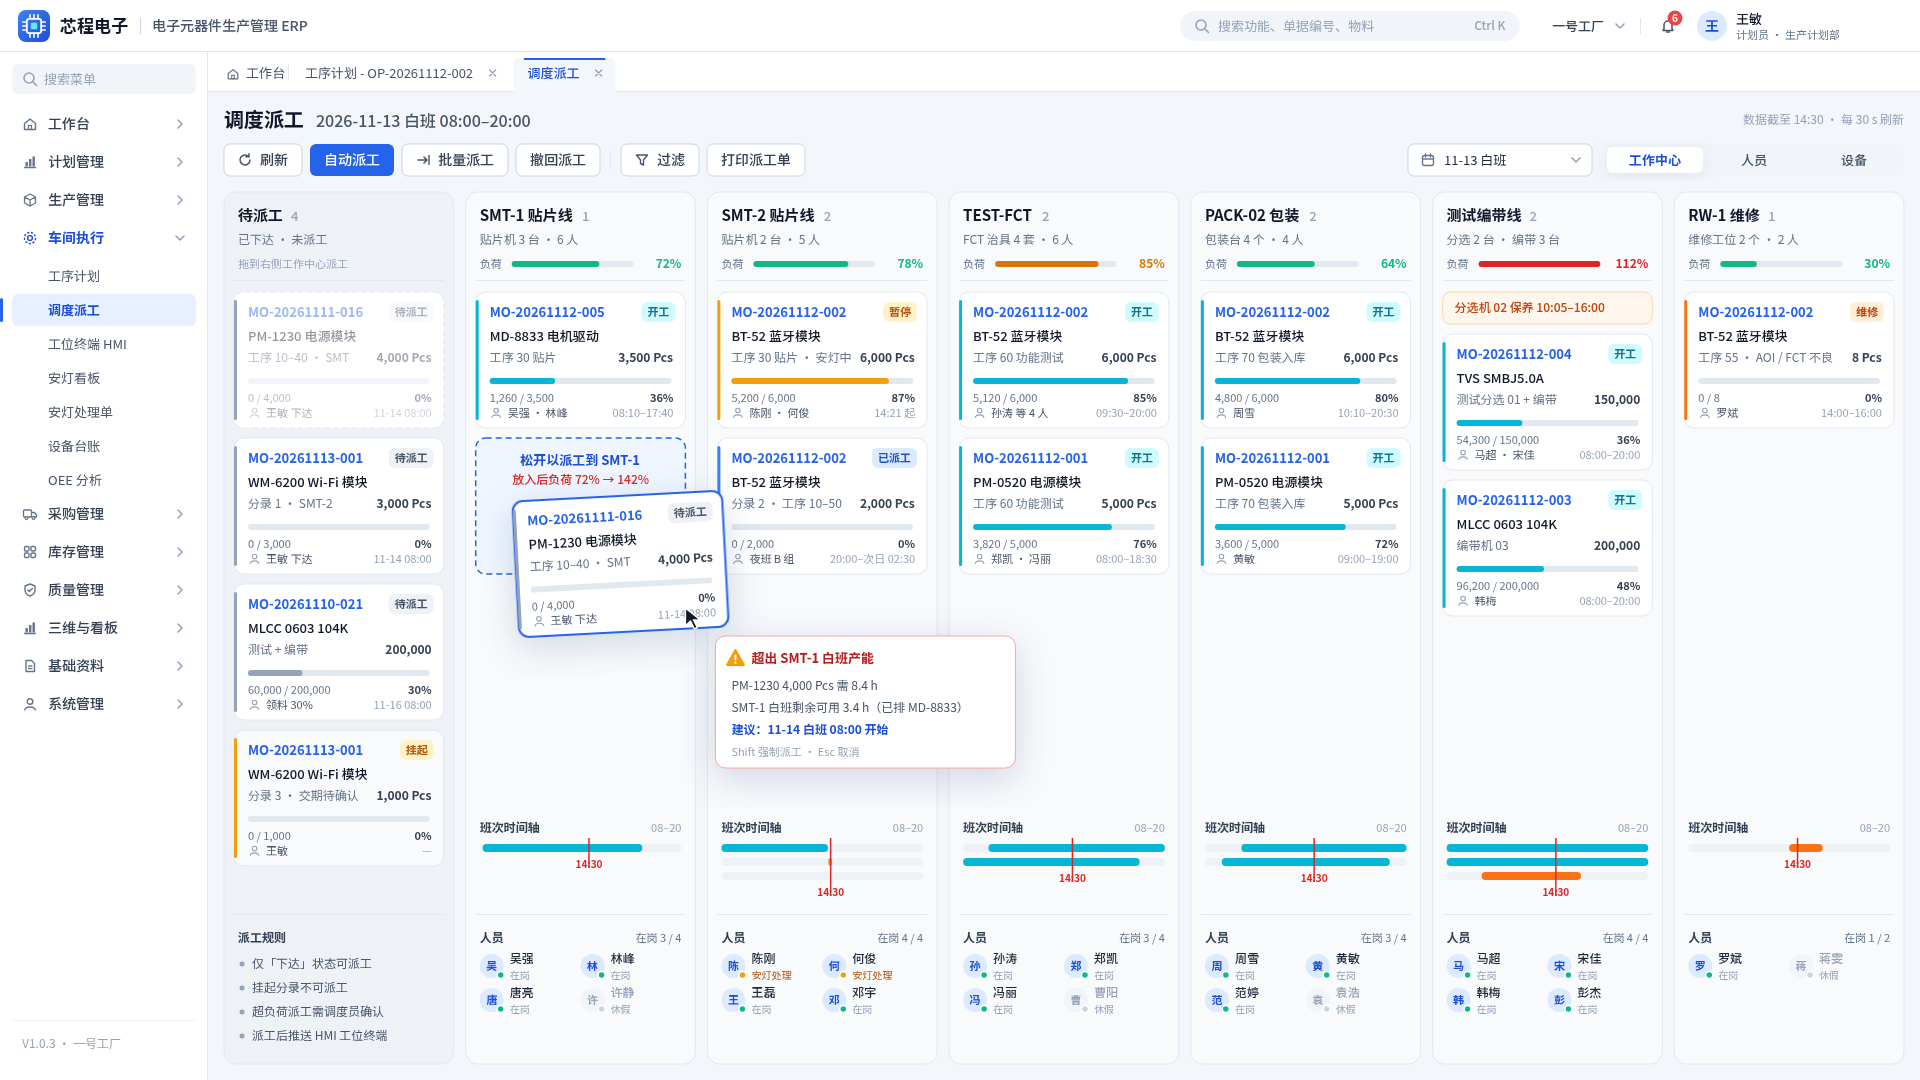 芯程电子
电子元器件生产管理 ERP
搜索功能、单据编号、物料
Ctrl K
一号工厂
6
王
王敏
计划员 · 生产计划部
搜索菜单
工作台
计划管理
生产管理
车间执行
工序计划
调度派工
工位终端 HMI
安灯看板
安灯处理单
设备台账
OEE 分析
采购管理
库存管理
质量管理
三维与看板
基础资料
系统管理
V1.0.3 · 一号工厂
工作台
工序计划 - OP-20261112-002
调度派工
调度派工
2026-11-13 白班 08:00–20:00
数据截至 14:30 · 每 30 s 刷新
刷新
自动派工
批量派工
撤回派工
过滤
打印派工单
11-13 白班
工作中心
人员
设备
待派工 4
已下达 · 未派工
拖到右侧工作中心派工
MO-20261111-016
待派工
PM-1230 电源模块
工序 10–40 · SMT
4,000 Pcs
0 / 4,000
0%
王敏 下达
11-14 08:00
MO-20261113-001
待派工
WM-6200 Wi-Fi 模块
分录 1 · SMT-2
3,000 Pcs
0 / 3,000
0%
王敏 下达
11-14 08:00
MO-20261110-021
待派工
MLCC 0603 104K
测试 + 编带
200,000
60,000 / 200,000
30%
领料 30%
11-16 08:00
MO-20261113-001
挂起
WM-6200 Wi-Fi 模块
分录 3 · 交期待确认
1,000 Pcs
0 / 1,000
0%
王敏
—
派工规则
仅「下达」状态可派工
挂起分录不可派工
超负荷派工需调度员确认
派工后推送 HMI 工位终端
SMT-1 贴片线 1
贴片机 3 台 · 6 人
负荷
72%
MO-20261112-005
开工
MD-8833 电机驱动
工序 30 贴片
3,500 Pcs
1,260 / 3,500
36%
吴强 · 林峰
08:10–17:40
松开以派工到 SMT-1
放入后负荷 72% → 142%
MO-20261111-016
待派工
PM-1230 电源模块
工序 10–40 · SMT
4,000 Pcs
0 / 4,000
0%
王敏 下达
11-14 08:00
班次时间轴
08–20
14:30
人员
在岗 3 / 4
吴
吴强
在岗
林
林峰
在岗
唐
唐亮
在岗
许
许静
休假
SMT-2 贴片线 2
贴片机 2 台 · 5 人
负荷
78%
MO-20261112-002
暂停
BT-52 蓝牙模块
工序 30 贴片 · 安灯中
6,000 Pcs
5,200 / 6,000
87%
陈刚 · 何俊
14:21 起
MO-20261112-002
已派工
BT-52 蓝牙模块
分录 2 · 工序 10–50
2,000 Pcs
0 / 2,000
0%
夜班 B 组
20:00–次日 02:30
超出 SMT-1 白班产能
PM-1230 4,000 Pcs 需 8.4 h
SMT-1 白班剩余可用 3.4 h（已排 MD-8833）
建议：11-14 白班 08:00 开始
Shift 强制派工 · Esc 取消
班次时间轴
08–20
14:30
人员
在岗 4 / 4
陈
陈刚
安灯处理
何
何俊
安灯处理
王
王磊
在岗
邓
邓宇
在岗
TEST-FCT 2
FCT 治具 4 套 · 6 人
负荷
85%
MO-20261112-002
开工
BT-52 蓝牙模块
工序 60 功能测试
6,000 Pcs
5,120 / 6,000
85%
孙涛 等 4 人
09:30–20:00
MO-20261112-001
开工
PM-0520 电源模块
工序 60 功能测试
5,000 Pcs
3,820 / 5,000
76%
郑凯 · 冯丽
08:00–18:30
班次时间轴
08–20
14:30
人员
在岗 3 / 4
孙
孙涛
在岗
郑
郑凯
在岗
冯
冯丽
在岗
曹
曹阳
休假
PACK-02 包装 2
包装台 4 个 · 4 人
负荷
64%
MO-20261112-002
开工
BT-52 蓝牙模块
工序 70 包装入库
6,000 Pcs
4,800 / 6,000
80%
周雪
10:10–20:30
MO-20261112-001
开工
PM-0520 电源模块
工序 70 包装入库
5,000 Pcs
3,600 / 5,000
72%
黄敏
09:00–19:00
班次时间轴
08–20
14:30
人员
在岗 3 / 4
周
周雪
在岗
黄
黄敏
在岗
范
范婷
在岗
袁
袁浩
休假
测试编带线 2
分选 2 台 · 编带 3 台
负荷
112%
分选机 02 保养 10:05–16:00
MO-20261112-004
开工
TVS SMBJ5.0A
测试分选 01 + 编带
150,000
54,300 / 150,000
36%
马超 · 宋佳
08:00–20:00
MO-20261112-003
开工
MLCC 0603 104K
编带机 03
200,000
96,200 / 200,000
48%
韩梅
08:00–20:00
班次时间轴
08–20
14:30
人员
在岗 4 / 4
马
马超
在岗
宋
宋佳
在岗
韩
韩梅
在岗
彭
彭杰
在岗
RW-1 维修 1
维修工位 2 个 · 2 人
负荷
30%
MO-20261112-002
维修
BT-52 蓝牙模块
工序 55 · AOI / FCT 不良
8 Pcs
0 / 8
0%
罗斌
14:00–16:00
班次时间轴
08–20
14:30
人员
在岗 1 / 2
罗
罗斌
在岗
蒋
蒋雯
休假